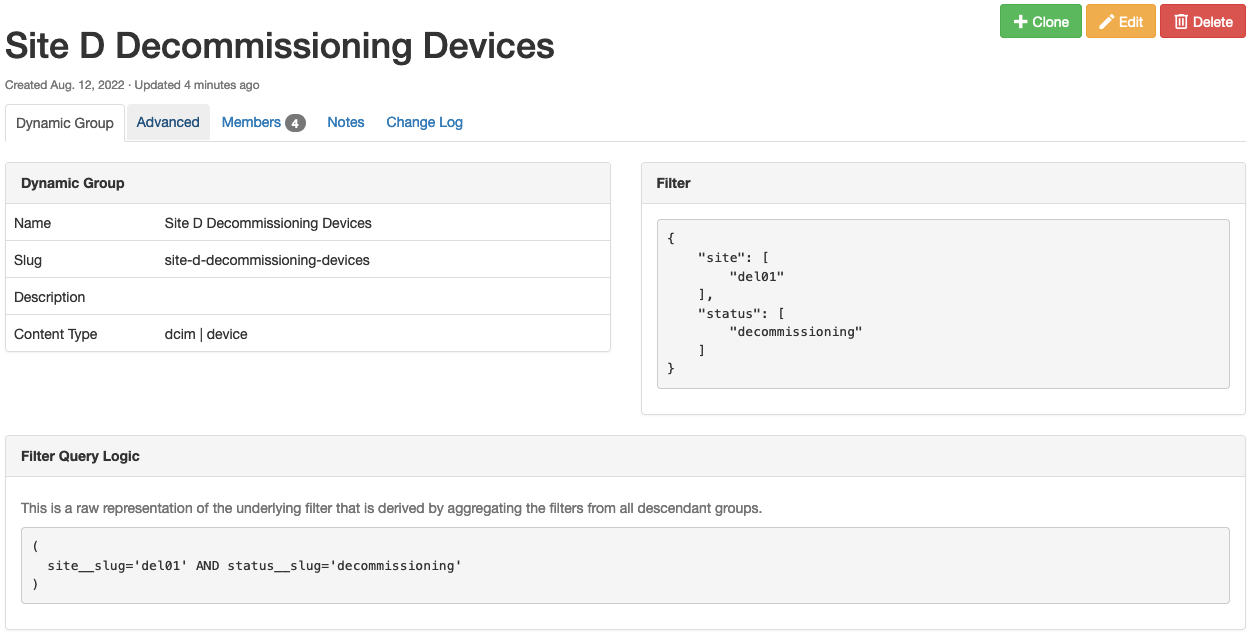 Clone
Edit
Delete
Site D Decommissioning Devices
Created Aug. 12, 2022 · Updated 4 minutes ago
Dynamic Group
Advanced
Members 4
Notes
Change Log
Dynamic Group
Name Site D Decommissioning Devices
Slug site-d-decommissioning-devices
Description
Content Type dcim | device
Filter
{
    "site": [
        "del01"
    ],
    "status": [
        "decommissioning"
    ]
}
Filter Query Logic
This is a raw representation of the underlying filter that is derived by aggregating the filters from all descendant groups.
(
  site__slug='del01' AND status__slug='decommissioning'
)